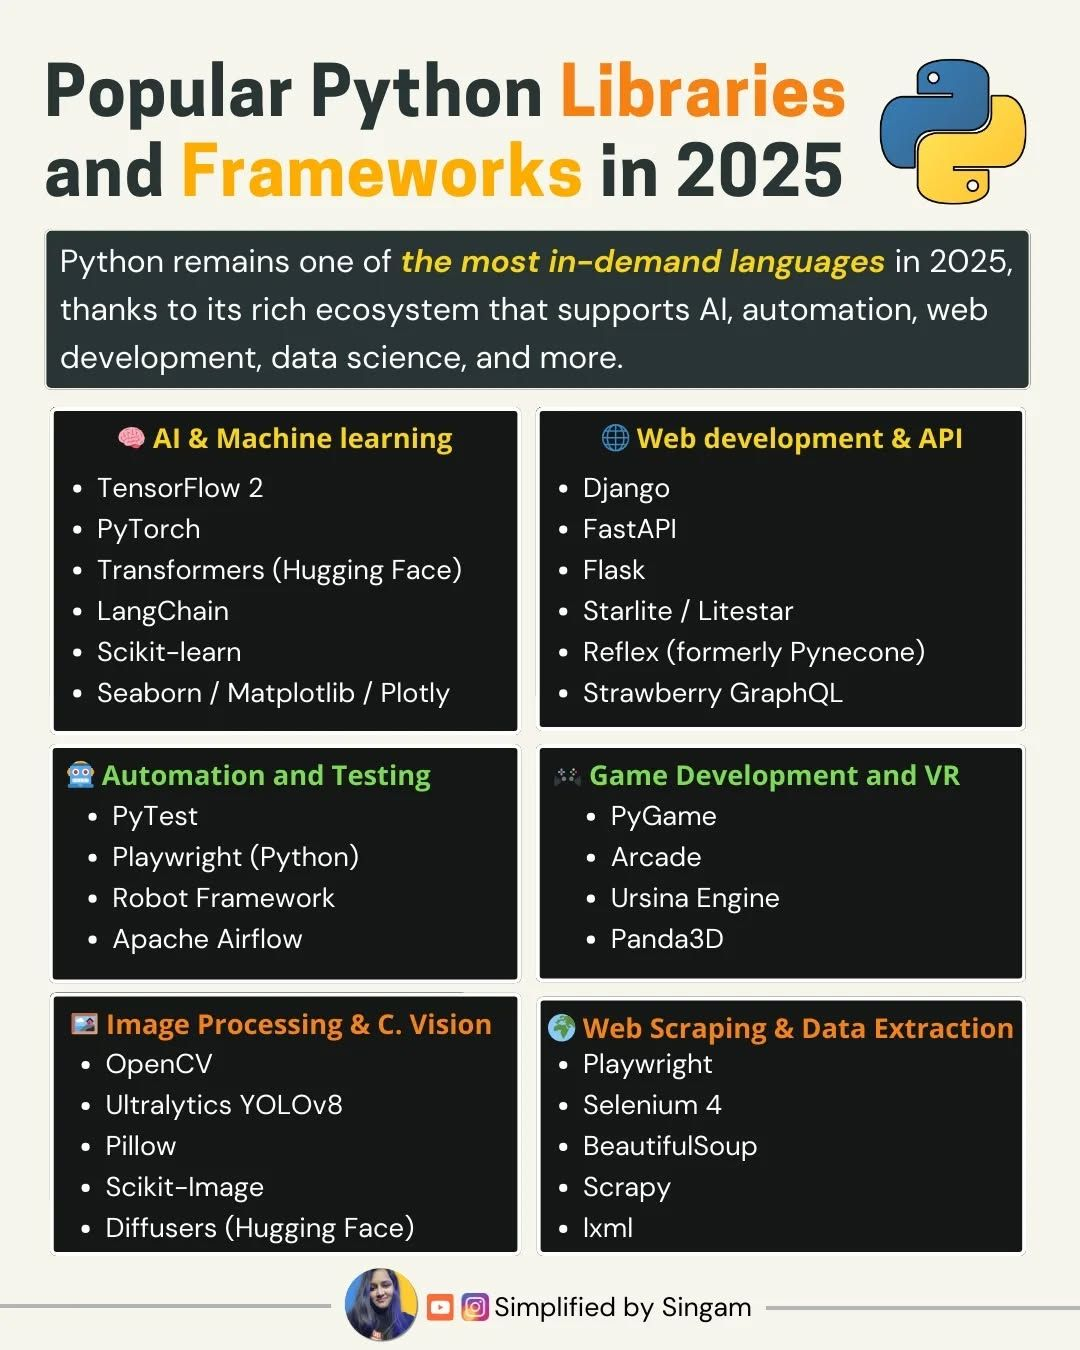 Popular Python Libraries
and Frameworks in 2025
Python remains one of the most in-demand languages in 2025,
thanks to its rich ecosystem that supports AI, automation, web
development, data science, and more.
AI & Machine learning
• TensorFlow 2
• PyTorch
• Transformers (Hugging Face)
• LangChain
• Scikit-learn
• Seaborn / Matplotlib / Plotly
Web development & API
• Django
• FastAPI
• Flask
• Starlite / Litestar
• Reflex (formerly Pynecone)
• Strawberry GraphQL
Automation and Testing
• PyTest
• Playwright (Python)
• Robot Framework
• Apache Airflow
Game Development and VR
• PyGame
• Arcade
• Ursina Engine
• Panda3D
Image Processing & C. Vision
• OpenCV
• Ultralytics YOLOv8
• Pillow
• Scikit-Image
• Diffusers (Hugging Face)
Web Scraping & Data Extraction
• Playwright
• Selenium 4
• BeautifulSoup
• Scrapy
• lxml
Simplified by Singam